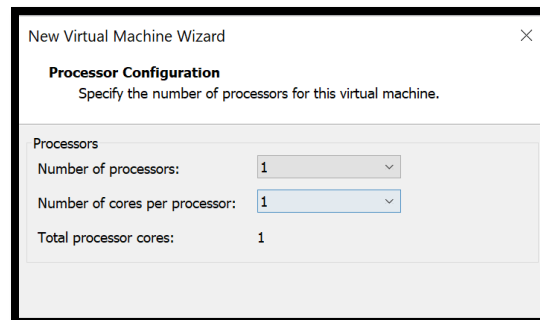 New Virtual Machine Wizard
Processor Configuration
Specify the number of processors for this virtual machine.
Processors
Number of processors: 1
Number of cores per processor: 1
Total processor cores: 1